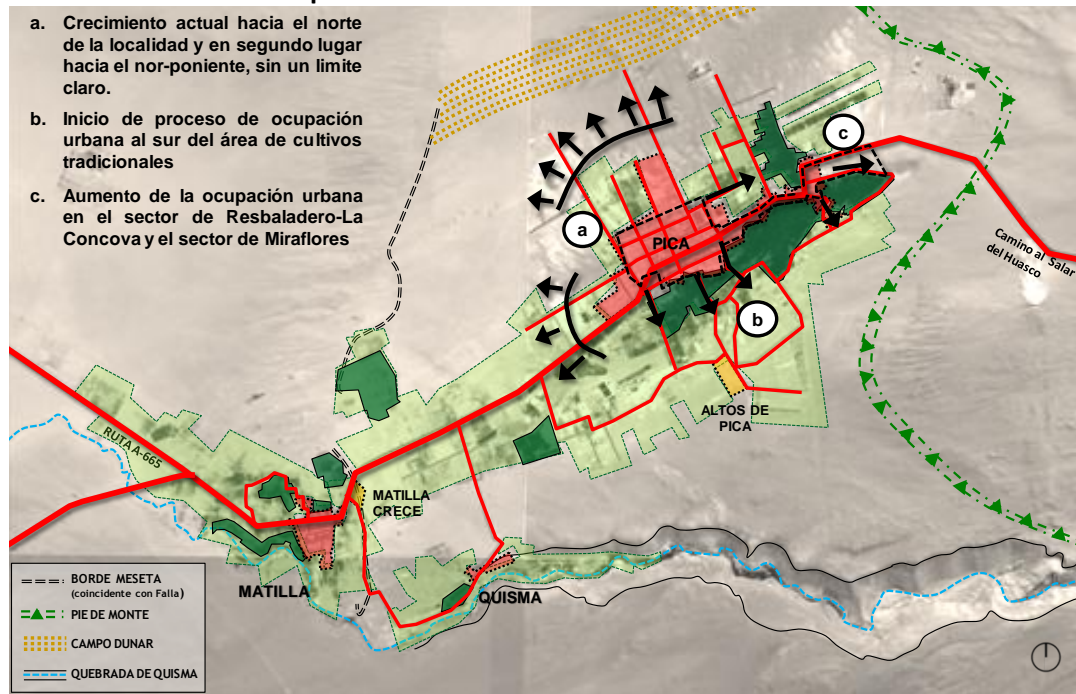 a. Crecimiento actual hacia el norte
de la localidad y en segundo lugar
hacia el nor-poniente, sin un limite
claro.
b. Inicio de proceso de ocupación
urbana al sur del área de cultivos
tradicionales
c. Aumento de la ocupación urbana
en el sector de Resbaladero-La
Concova y el sector de Miraflores
c
a
PICA
Camino al Salar
del Huasco
b
ALTOS DE
PICA
RUTA A-665
MATILLA
CRECE
MATILLA
QUISMA
BORDE MESETA
(coincidente con Falla)
PIE DE MONTE
CAMPO DUNAR
QUEBRADA DE QUISMA